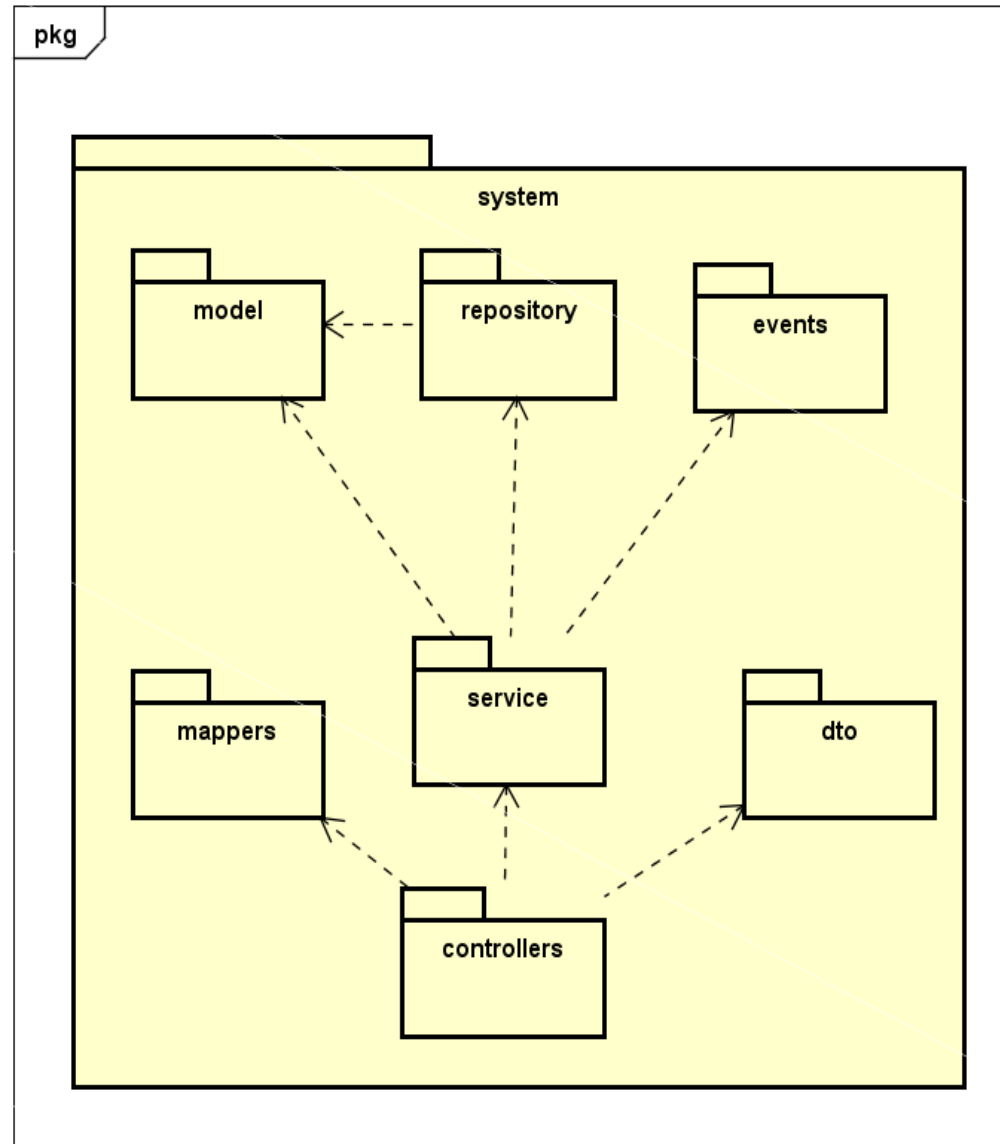 pkg
system
model
repository
events
mappers
service
dto
controllers